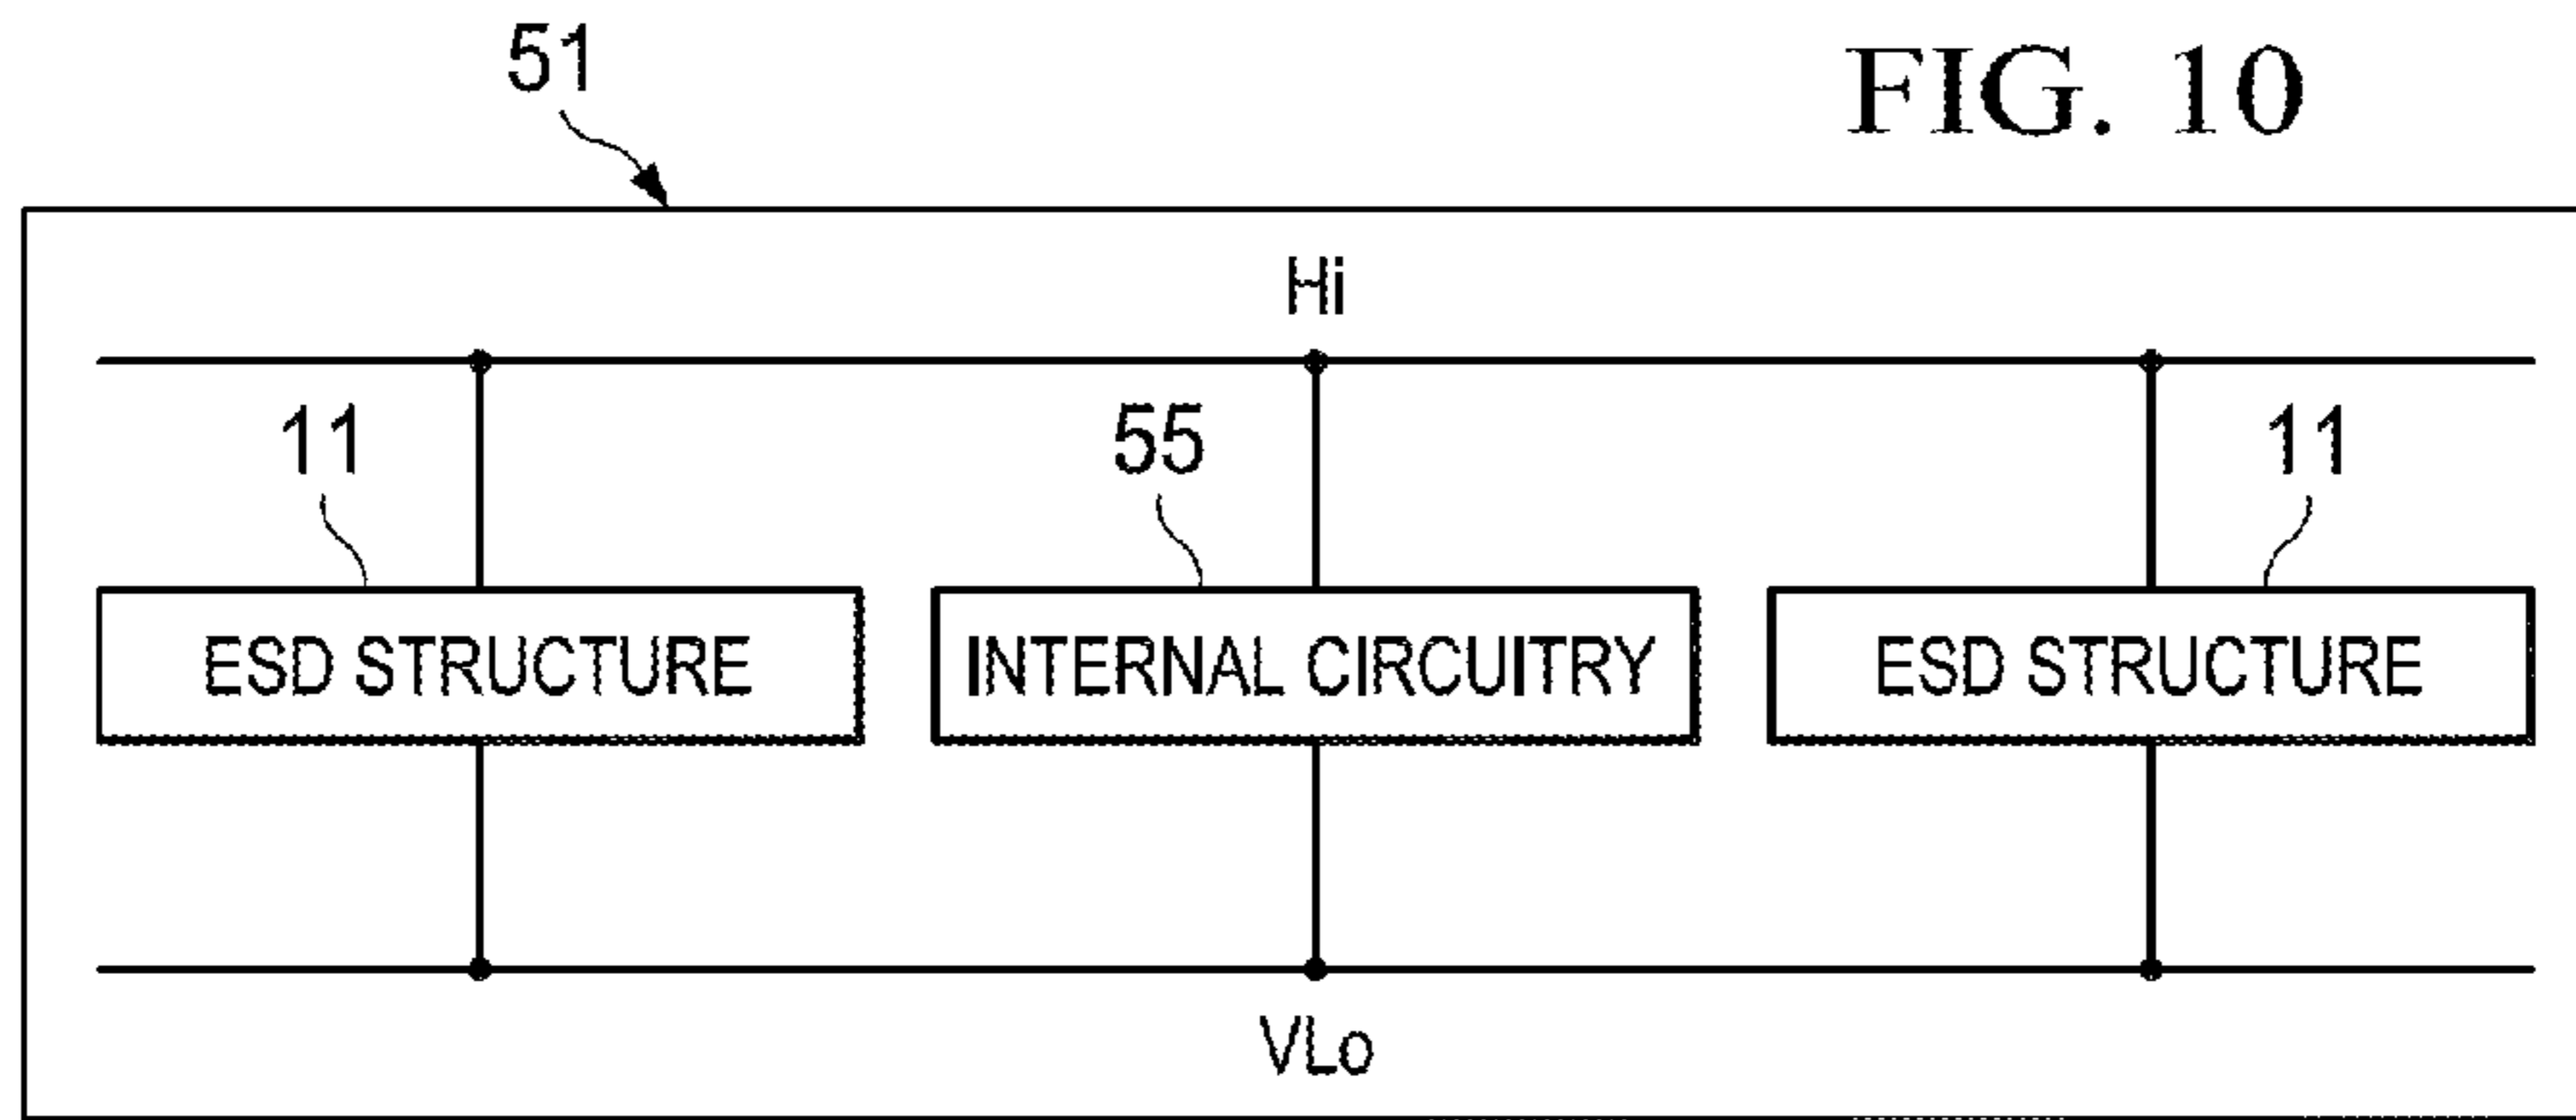 51
FIG. 10
Hi
11
55
11
ESD STRUCTURE
INTERNAL CIRCUITRY
ESD STRUCTURE
VLo